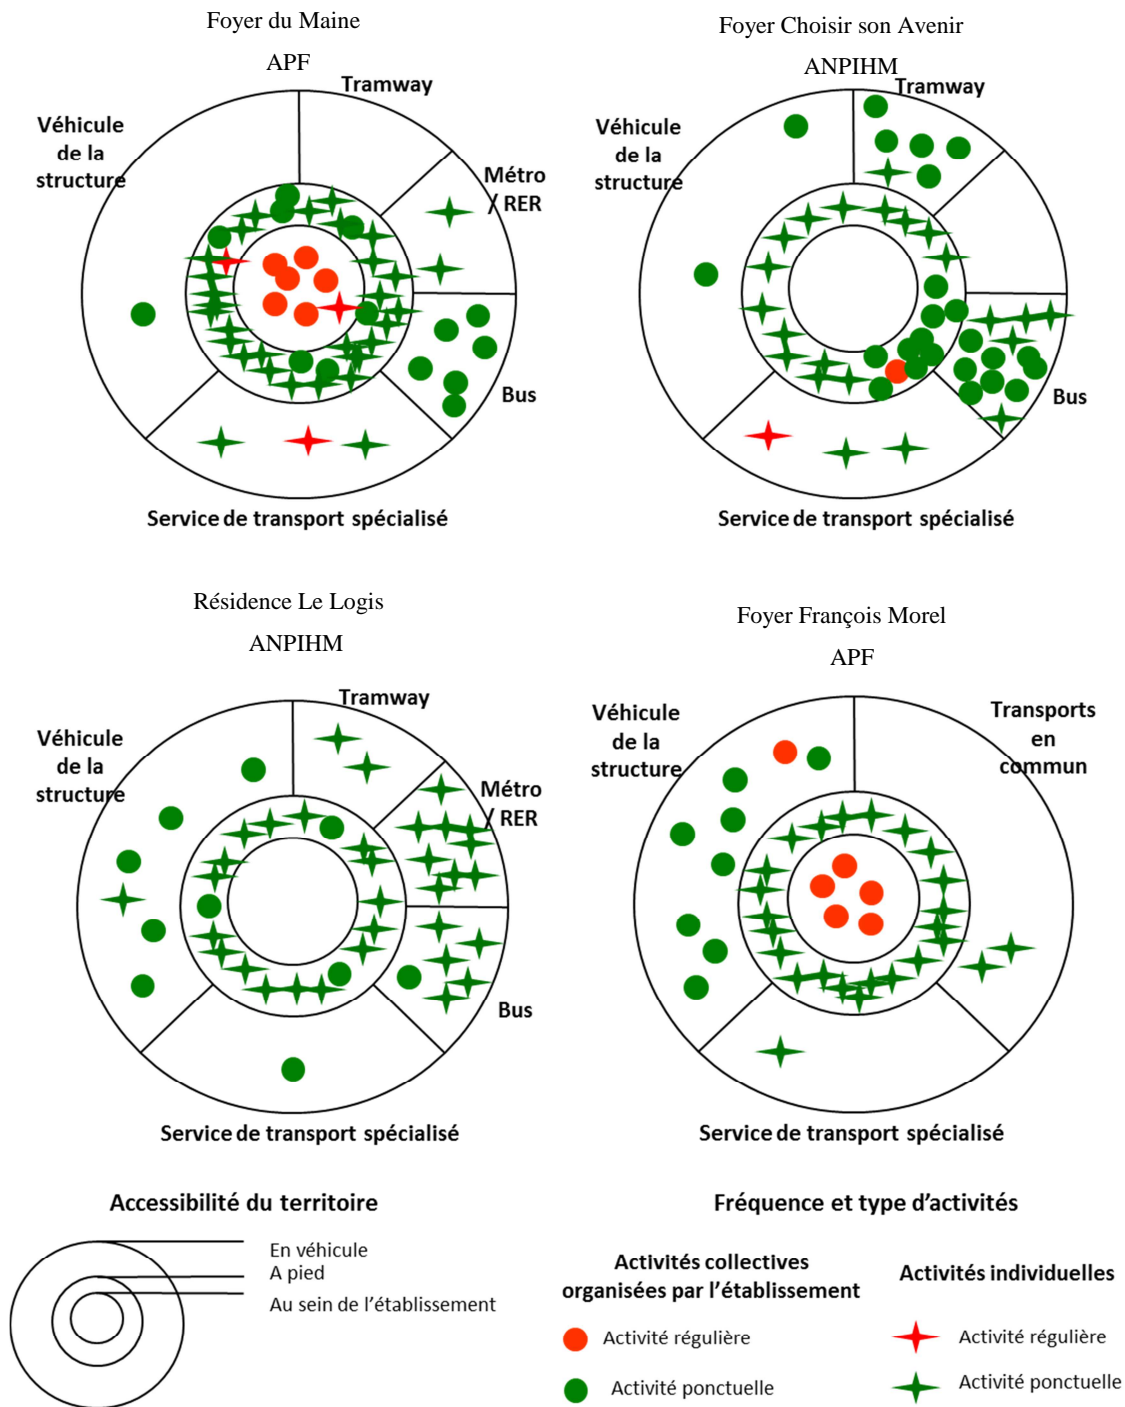 Foyer du Maine
APF
Tramway
Véhicule
de la
structure
Métro
/ RER
Bus
Service de transport spécialisé
Foyer Choisir son Avenir
ANPIHM
Tramway
Véhicule
de la
structure
Bus
Service de transport spécialisé
Résidence Le Logis
ANPIHM
Tramway
Véhicule
de la
structure
Métro
/ RER
Bus
Service de transport spécialisé
Foyer François Morel
APF
Véhicule
de la
structure
Transports
en
commun
Service de transport spécialisé
Accessibilité du territoire
En véhicule
A pied
Au sein de l'établissement
Fréquence et type d'activités
Activités collectives
organisées par l'établissement
Activité régulière
Activité ponctuelle
Activités individuelles
Activité régulière
Activité ponctuelle